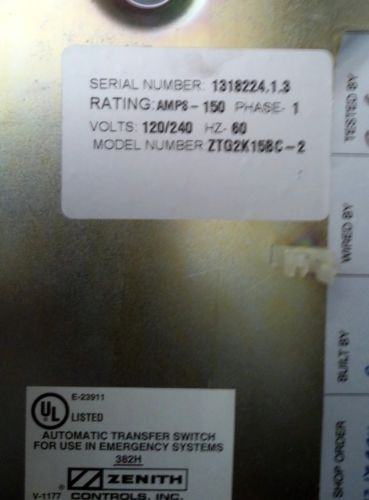 SERIAL NUMBER: 1318224.1.3
RATING: AMPS-150 PHASE- 1
VOLTS: 120/240 HZ- 60
MODEL NUMBER ZTG2K15BC-2
TESTED BY
WIRED BY
BUILT BY
SHOP ORDER
E-23911
UL
LISTED
AUTOMATIC TRANSFER SWITCH
FOR USE IN EMERGENCY SYSTEMS
382H
® ZENITH
V-1177 CONTROLS, INC.